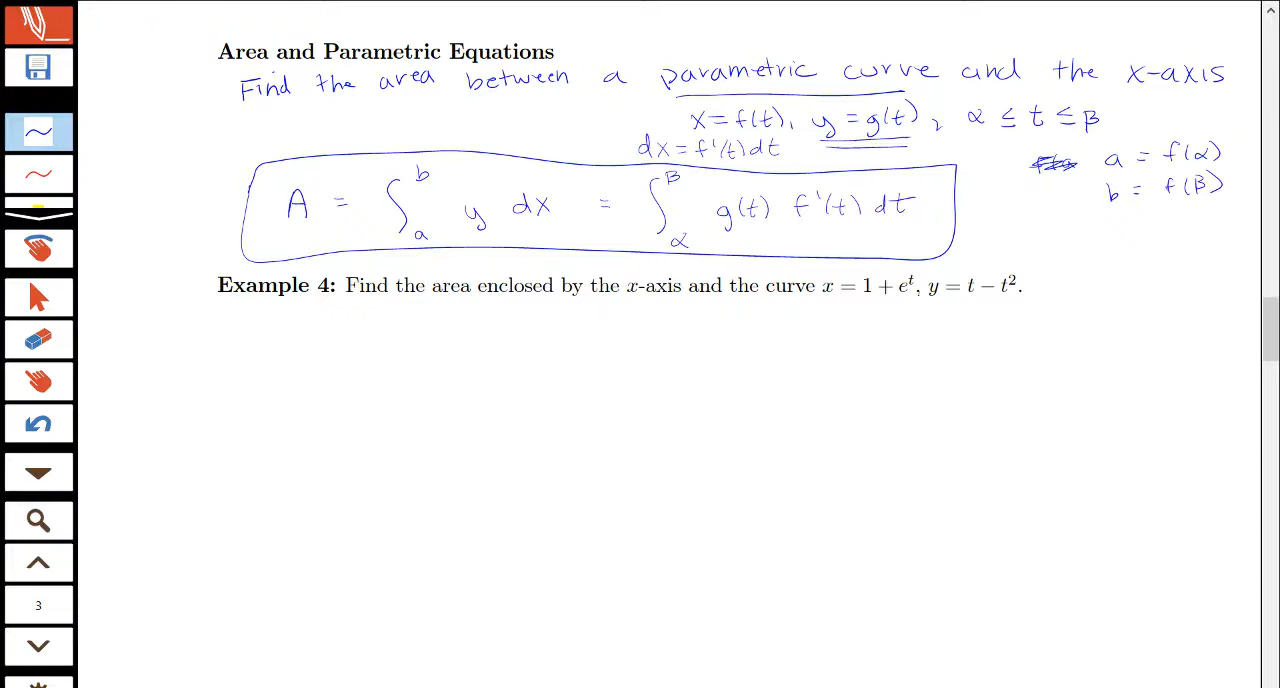 Area and Parametric Equations
Find the area between a parametric curve and the x-axis
x = f(t), y = g(t), α ≤ t ≤ β
dx = f'(t) dt
a = f(α)
b = f(β)
A = ∫_a^b y dx = ∫_α^β g(t) f'(t) dt
Example 4: Find the area enclosed by the x-axis and the curve x = 1 + e^t, y = t − t^2.
3